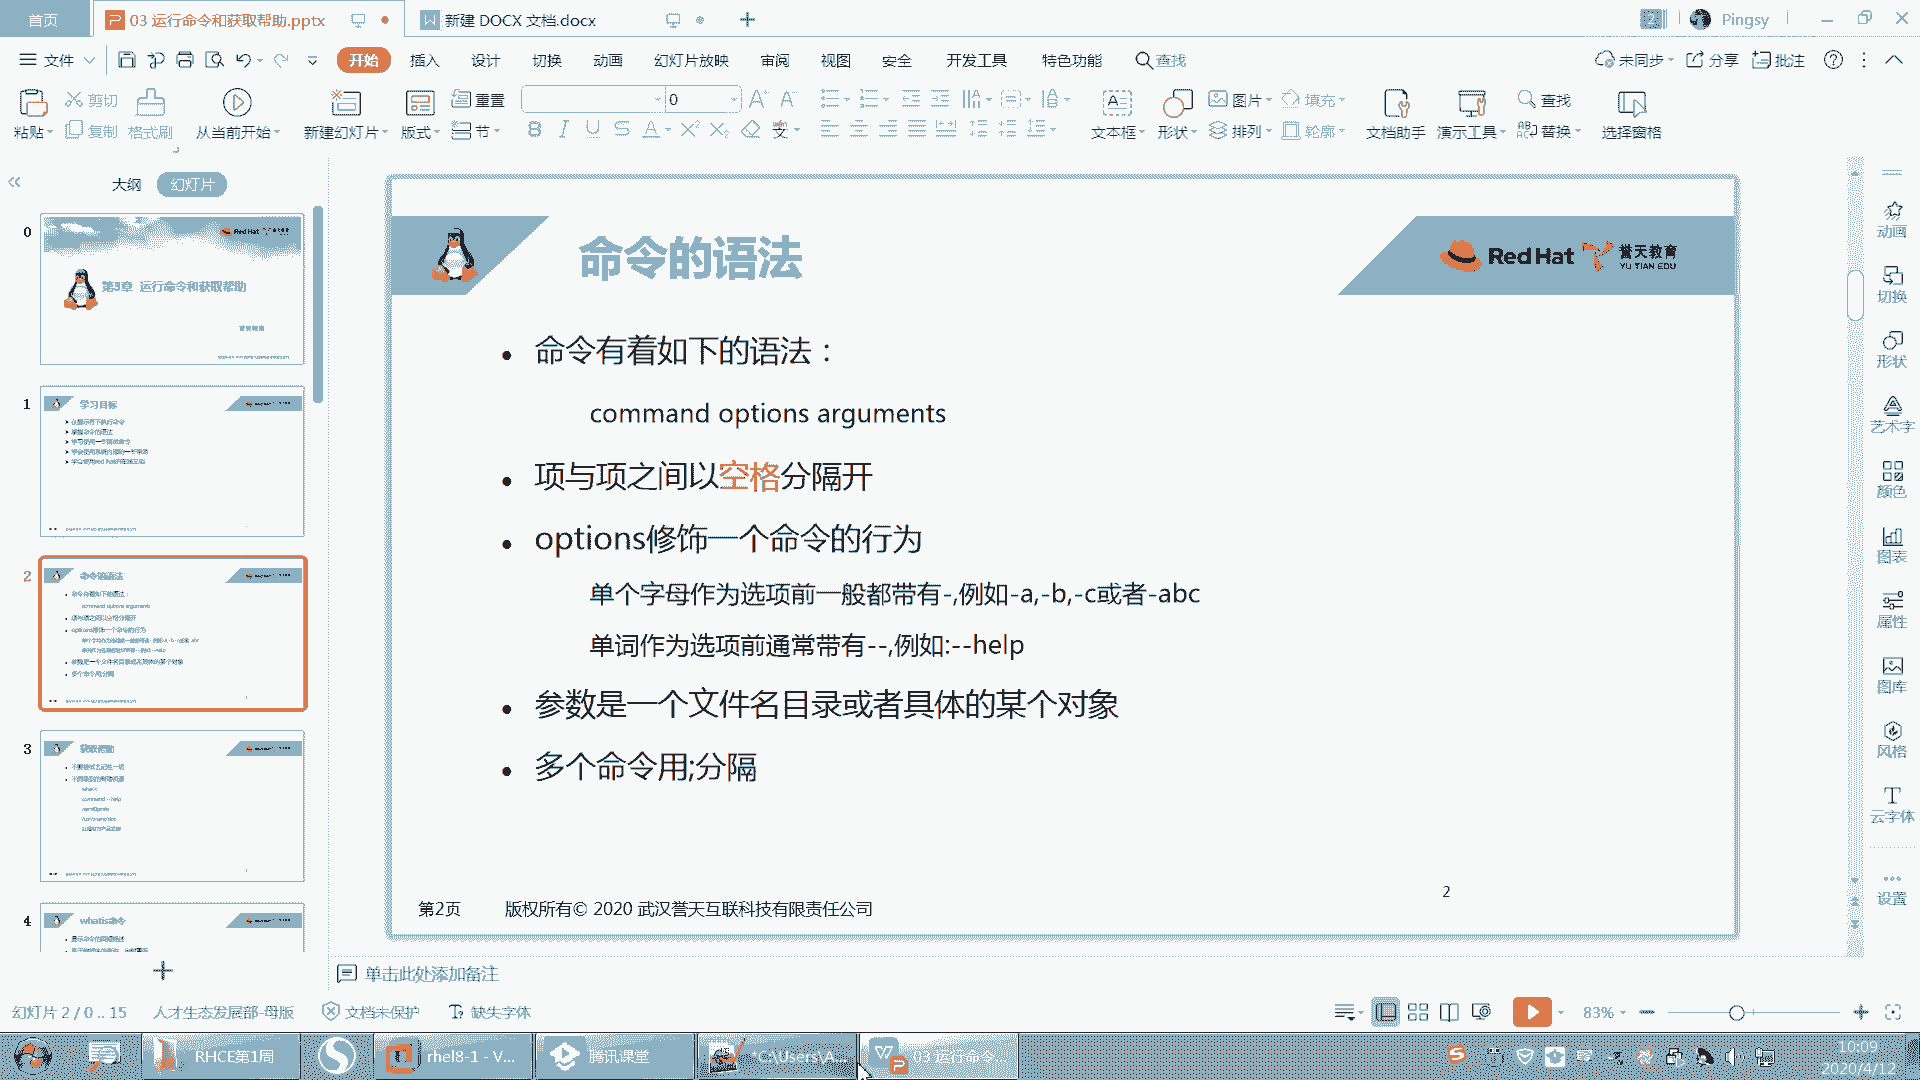 首页
03 运行命令和获取帮助.pptx
新建 DOCX 文档.docx
Pingsy
文件
开始
插入
设计
切换
动画
幻灯片放映
审阅
视图
安全
开发工具
特色功能
查找
未同步
分享
批注
粘贴
剪切
复制
格式刷
从当前开始
新建幻灯片
版式
重置
节
0
文本框
形状
图片
排列
填充
轮廓
文档助手
演示工具
查找
替换
选择窗格
大纲
幻灯片
0
第3章 运行命令和获取帮助
1
学习目标
2
命令的语法
3
获取帮助
4
whatis命令
命令的语法
Red Hat
誉天教育
YU TIAN EDU
• 命令有着如下的语法：
command options arguments
• 项与项之间以空格分隔开
• options修饰一个命令的行为
单个字母作为选项前一般都带有-,例如-a,-b,-c或者-abc
单词作为选项前通常带有--,例如:--help
• 参数是一个文件名目录或者具体的某个对象
• 多个命令用;分隔
2
第2页
版权所有© 2020 武汉誉天互联科技有限责任公司
动画
切换
形状
艺术字
颜色
图表
属性
图库
风格
云字体
设置
单击此处添加备注
幻灯片 2 / 0 .. 15
人才生态发展部-母版
文档未保护
缺失字体
83%
RHCE第1周
rhel8-1 - V...
腾讯课堂
*C:\Users\A...
03 运行命令...
10:09
2020/4/12